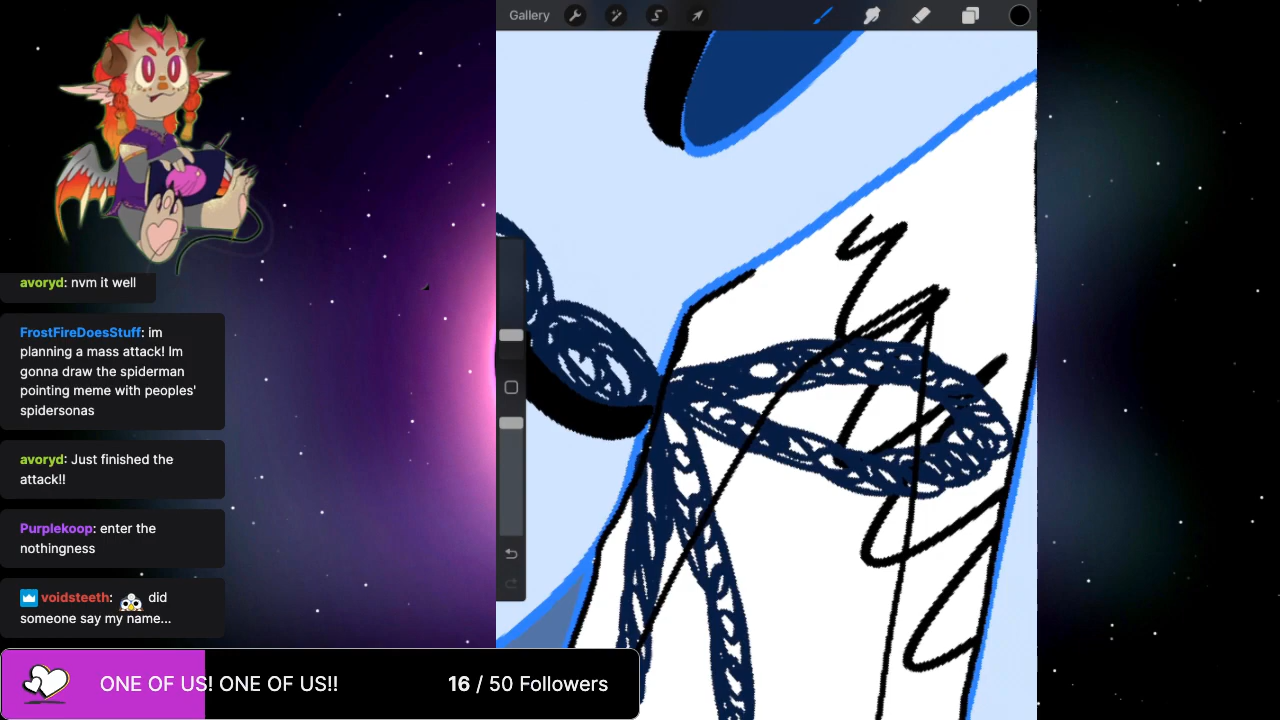 Gallery
avoryd: nvm it well
FrostFireDoesStuff: im
planning a mass attack! Im
gonna draw the spiderman
pointing meme with peoples'
spidersonas
avoryd: Just finished the
attack!!
Purplekoop: enter the
nothingness
voidsteeth: did
someone say my name...
ONE OF US! ONE OF US!! 16 / 50 Followers